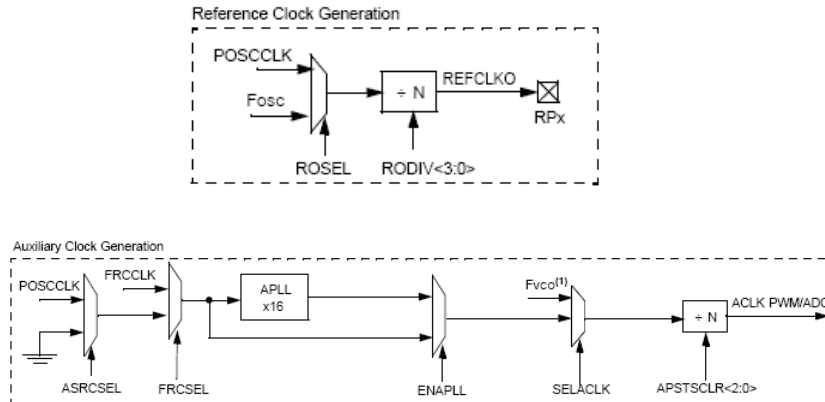 Reference Clock Generation
POSCCLK
Fosc
÷ N
REFCLKO
RPx
ROSEL
RODIV<3:0>
Auxiliary Clock Generation
POSCCLK
FRCCLK
APLL
x16
Fvco(1)
÷ N
ACLK PWM/ADC
ASRCSEL
FRCSEL
ENAPLL
SELACLK
APSTSCLR<2:0>